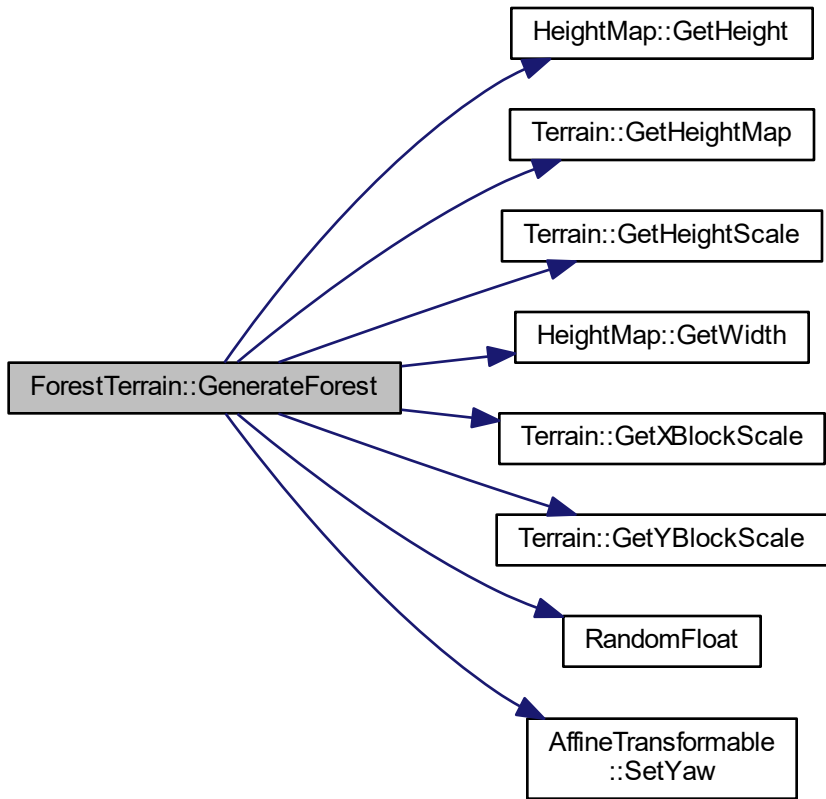 HeightMap::GetHeight
Terrain::GetHeightMap
Terrain::GetHeightScale
HeightMap::GetWidth
ForestTerrain::GenerateForest
Terrain::GetXBlockScale
Terrain::GetYBlockScale
RandomFloat
AffineTransformable
::SetYaw